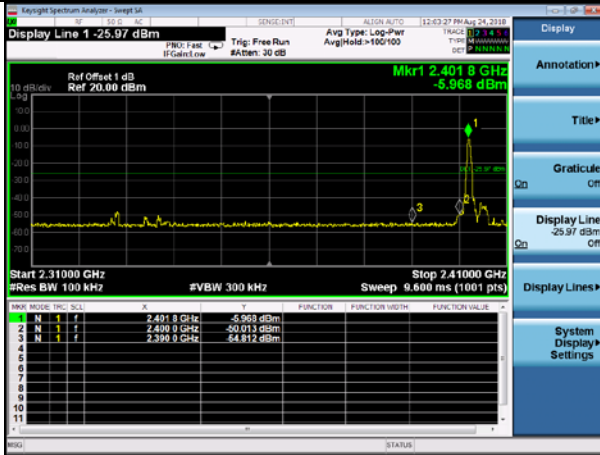 Keysight Spectrum Analyzer - Swept SA
RF 50 Ω AC SENSE:INT ALIGN AUTO 12:03:27 PM Aug 24, 2018
Display Line 1 -25.97 dBm
PNO: Fast
IFGain:Low
Trig: Free Run
#Atten: 30 dB
Avg Type: Log-Pwr
Avg|Hold:>100/100
TRACE 1 2 3 4 5 6
TYPE M
DET P N N N N N
Mkr1 2.401 8 GHz
-5.968 dBm
Ref Offset 1 dB
10 dB/div Ref 20.00 dBm
Log
10.0
0.00
-10.0
-20.0
-30.0
-40.0
-50.0
-60.0
-70.0
1
2
3
DL1 -25.97 dBm
Start 2.31000 GHz Stop 2.41000 GHz
#Res BW 100 kHz #VBW 300 kHz Sweep 9.600 ms (1001 pts)
MKR MODE TRC SCL X Y FUNCTION FUNCTION WIDTH FUNCTION VALUE
1 N 1 f 2.401 8 GHz -5.968 dBm
2 N 1 f 2.400 0 GHz -50.013 dBm
3 N 1 f 2.390 0 GHz -54.812 dBm
4
5
6
7
8
9
10
11
MSG STATUS
Display
Annotation
Title
Graticule
On Off
Display Line
-25.97 dBm
On Off
Display Lines
System
Display
Settings